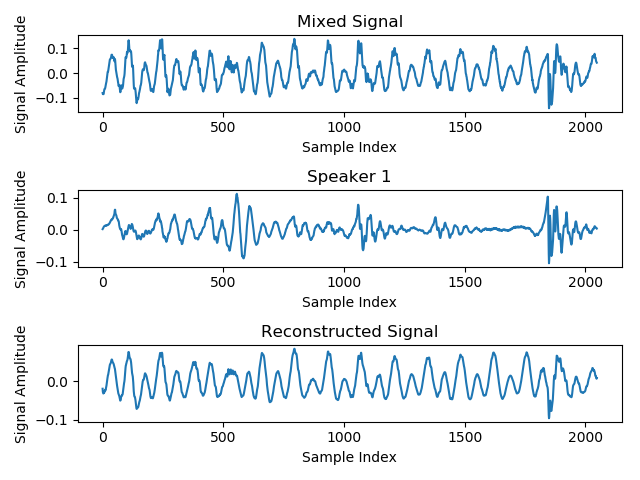 Mixed Signal
Signal Amplitude
0.1
0.0
−0.1
0 500 1000 1500 2000
Sample Index
Speaker 1
Signal Amplitude
0.1
0.0
−0.1
0 500 1000 1500 2000
Sample Index
Reconstructed Signal
Signal Amplitude
0.0
−0.1
0 500 1000 1500 2000
Sample Index